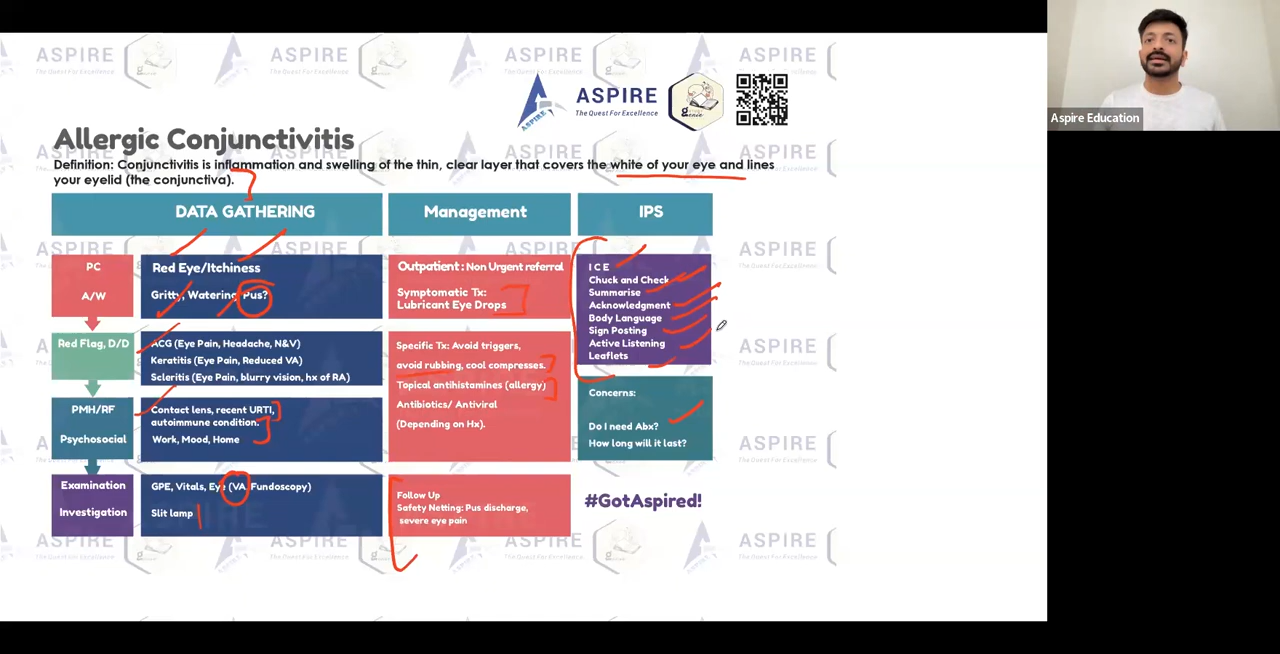 ASPIRE
The Quest For Excellence
genie
Aspire Education
Allergic Conjunctivitis
Definition: Conjunctivitis is inflammation and swelling of the thin, clear layer that covers the white of your eye and lines
your eyelid (the conjunctiva).
DATA GATHERING
Management
IPS
PC
A/W
Red Eye/Itchiness
Gritty, Watering, Pus?
Outpatient : Non Urgent referral
Symptomatic Tx:
Lubricant Eye Drops
I C E
Chuck and Check
Summarise
Acknowledgment
Body Language
Sign Posting
Active Listening
Leaflets
Red Flag, D/D
ACG (Eye Pain, Headache, N&V)
Keratitis (Eye Pain, Reduced VA)
Scleritis (Eye Pain, blurry vision, hx of RA)
Specific Tx: Avoid triggers,
avoid rubbing, cool compresses.
Topical antihistamines (allergy)
Antibiotics/ Antiviral
(Depending on Hx).
PMH/RF
Psychosocial
Contact lens, recent URTI,
autoimmune condition.
Work, Mood, Home
Concerns:
Do I need Abx?
How long will it last?
Examination
Investigation
GPE, Vitals, Eye (VA, Fundoscopy)
Slit lamp
Follow Up
Safety Netting: Pus discharge,
severe eye pain
#GotAspired!